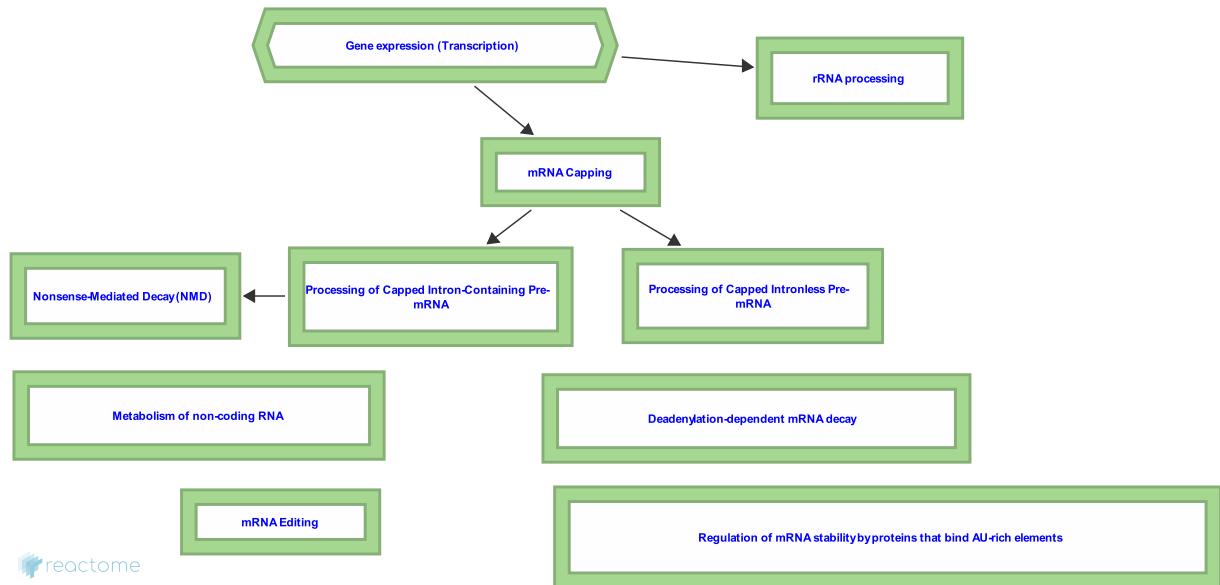 Gene expression (Transcription)
rRNA processing
mRNA Capping
Nonsense-Mediated Decay (NMD)
Processing of Capped Intron-Containing Pre-
mRNA
Processing of Capped Intronless Pre-
mRNA
Metabolism of non-coding RNA
Deadenylation-dependent mRNA decay
mRNA Editing
Regulation of mRNA stability by proteins that bind AU-rich elements
reactome